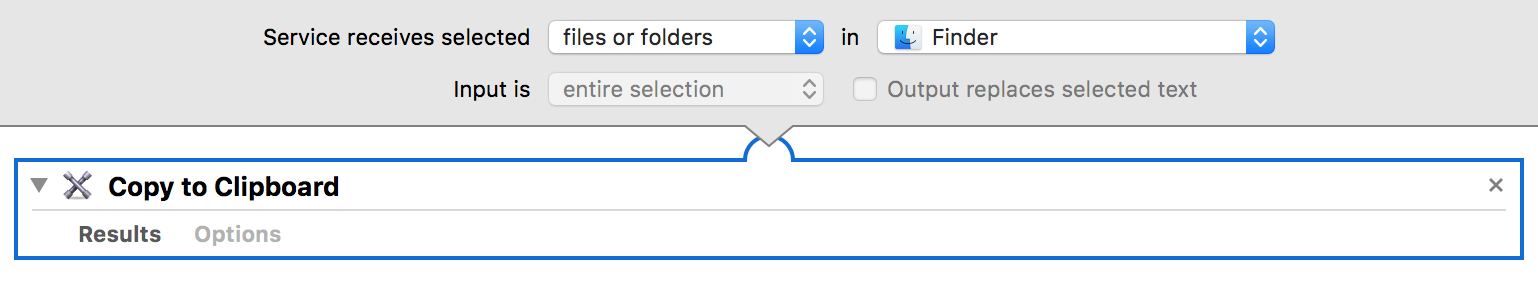 Service receives selected files or folders in Finder
Input is entire selection Output replaces selected text
Copy to Clipboard
Results Options